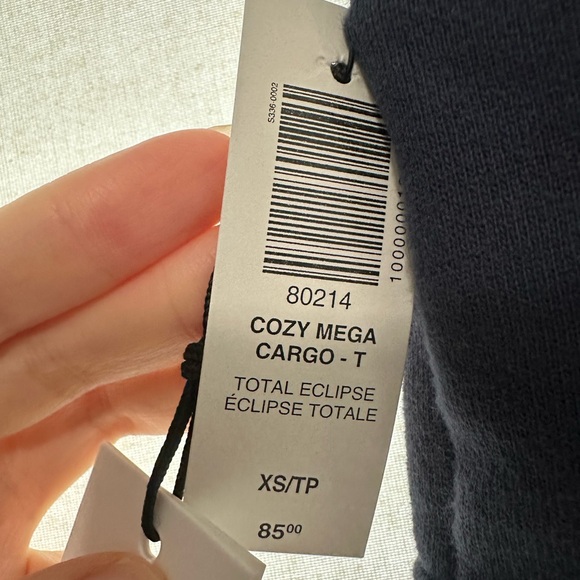 S336-0002
80214
COZY MEGA
CARGO - T
TOTAL ECLIPSE
ÉCLIPSE TOTALE
XS/TP
85⁰⁰